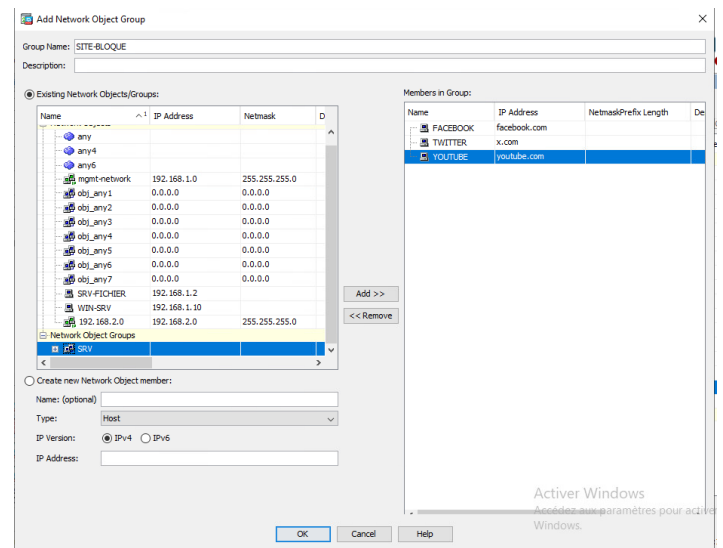 Add Network Object Group
Group Name: SITE-BLOQUE
Description:
Existing Network Objects/Groups:
Name 1 IP Address Netmask D
any
any4
any6
mgmt-network 192.168.1.0 255.255.255.0
obj_any1 0.0.0.0 0.0.0.0
obj_any2 0.0.0.0 0.0.0.0
obj_any3 0.0.0.0 0.0.0.0
obj_any4 0.0.0.0 0.0.0.0
obj_any5 0.0.0.0 0.0.0.0
obj_any6 0.0.0.0 0.0.0.0
obj_any7 0.0.0.0 0.0.0.0
SRV-FICHIER 192.168.1.2
WIN-SRV 192.168.1.10
192.168.2.0 192.168.2.0 255.255.255.0
Network Object Groups
SRV
Add >>
<< Remove
Members in Group:
Name IP Address NetmaskPrefix Length De
FACEBOOK facebook.com
TWITTER x.com
YOUTUBE youtube.com
Create new Network Object member:
Name: (optional)
Type: Host
IP Version: IPv4 IPv6
IP Address:
Activer Windows
Accédez aux paramètres pour activer
Windows.
OK Cancel Help